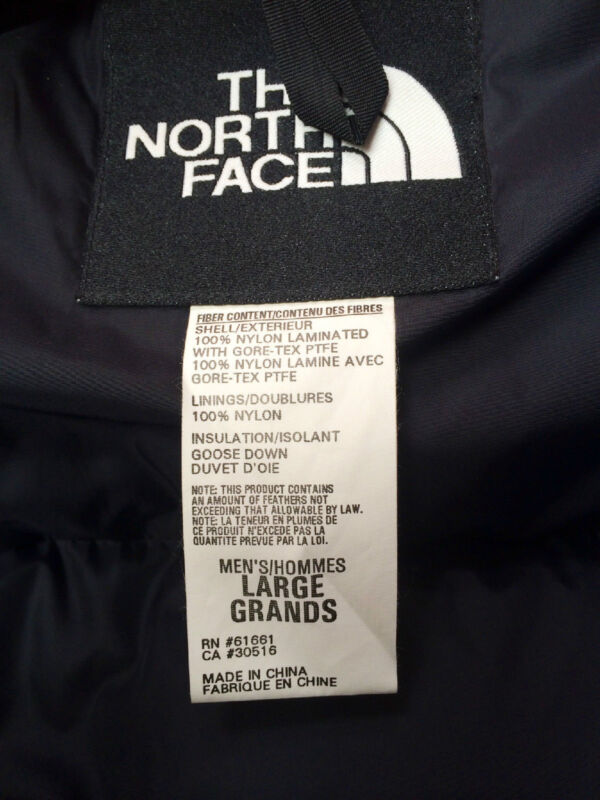 THE
NORTH
FACE
FIBER CONTENT/CONTENU DES FIBRES
SHELL/EXTERIEUR
100% NYLON LAMINATED
WITH GORE-TEX PTFE
100% NYLON LAMINE AVEC
GORE-TEX PTFE
LININGS/DOUBLURES
100% NYLON
INSULATION/ISOLANT
GOOSE DOWN
DUVET D'OIE
NOTE: THIS PRODUCT CONTAINS
AN AMOUNT OF FEATHERS NOT
EXCEEDING THAT ALLOWABLE BY LAW.
NOTE: LA TENEUR EN PLUMES DE
CE PRODUIT N'EXCEDE PAS LA
QUANTITE PREVUE PAR LA LOI.
MEN'S/HOMMES
LARGE
GRANDS
RN #61661
CA #30516
MADE IN CHINA
FABRIQUE EN CHINE